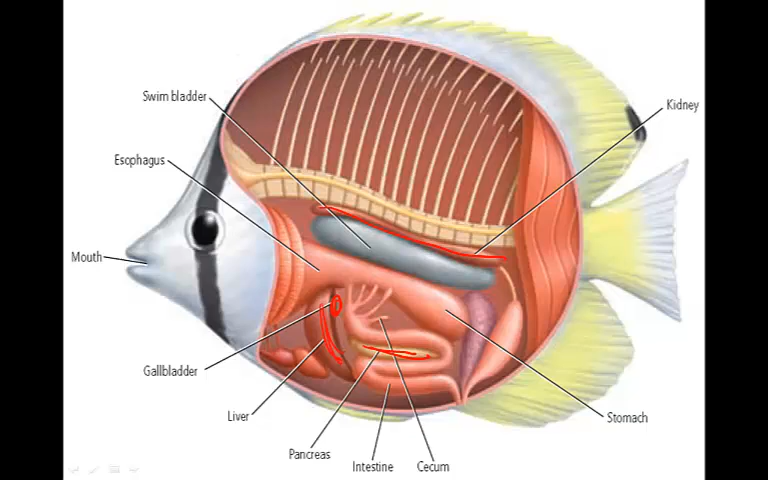 Swim bladder
Kidney
Esophagus
Mouth
Gallbladder
Liver
Stomach
Pancreas
Intestine
Cecum